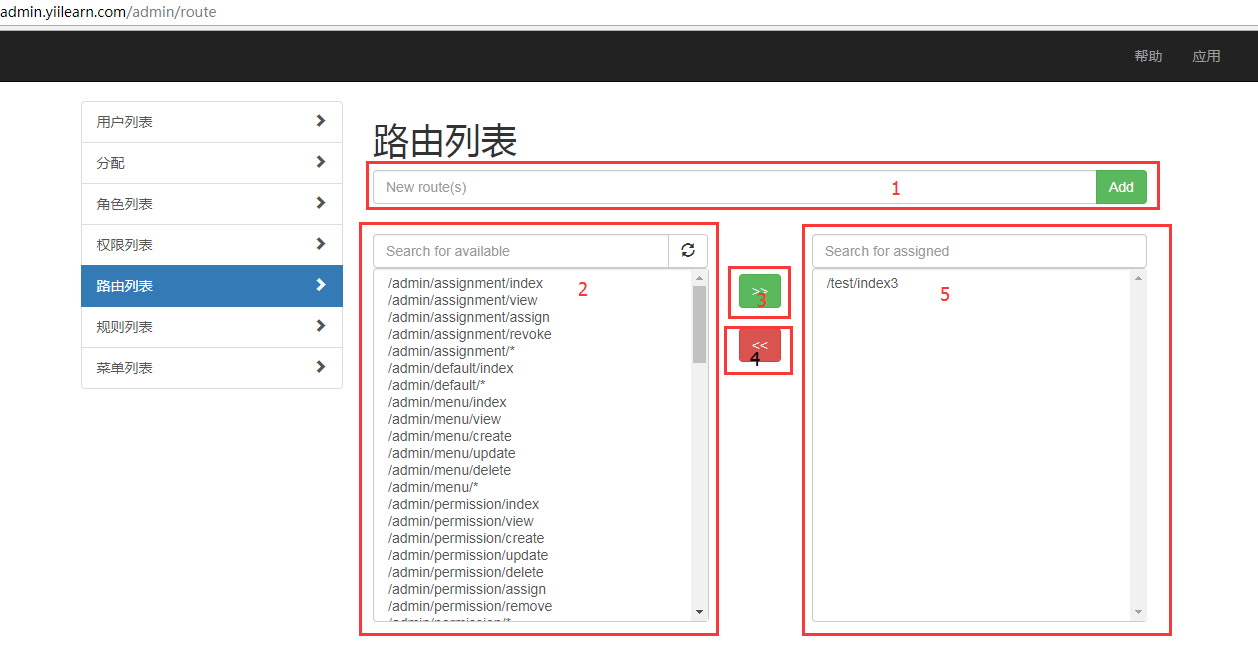 admin.yiilearn.com/admin/route
帮助 应用
用户列表
分配
角色列表
权限列表
路由列表
规则列表
菜单列表
路由列表
New route(s) 1 Add
Search for available
/admin/assignment/index
/admin/assignment/view
/admin/assignment/assign
/admin/assignment/revoke
/admin/assignment/*
/admin/default/index
/admin/default/*
/admin/menu/index
/admin/menu/view
/admin/menu/create
/admin/menu/update
/admin/menu/delete
/admin/menu/*
/admin/permission/index
/admin/permission/view
/admin/permission/create
/admin/permission/update
/admin/permission/delete
/admin/permission/assign
/admin/permission/remove
/admin/permission/*
2
>>
3
<<
4
Search for assigned
/test/index3
5